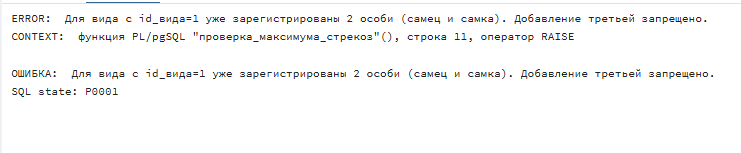 ERROR:  Для вида с id_вида=1 уже зарегистрированы 2 особи (самец и самка). Добавление третьей запрещено.
CONTEXT:  функция PL/pgSQL "проверка_максимума_стрекоз"(), строка 11, оператор RAISE
ОШИБКА:  Для вида с id_вида=1 уже зарегистрированы 2 особи (самец и самка). Добавление третьей запрещено.
SQL state: P0001